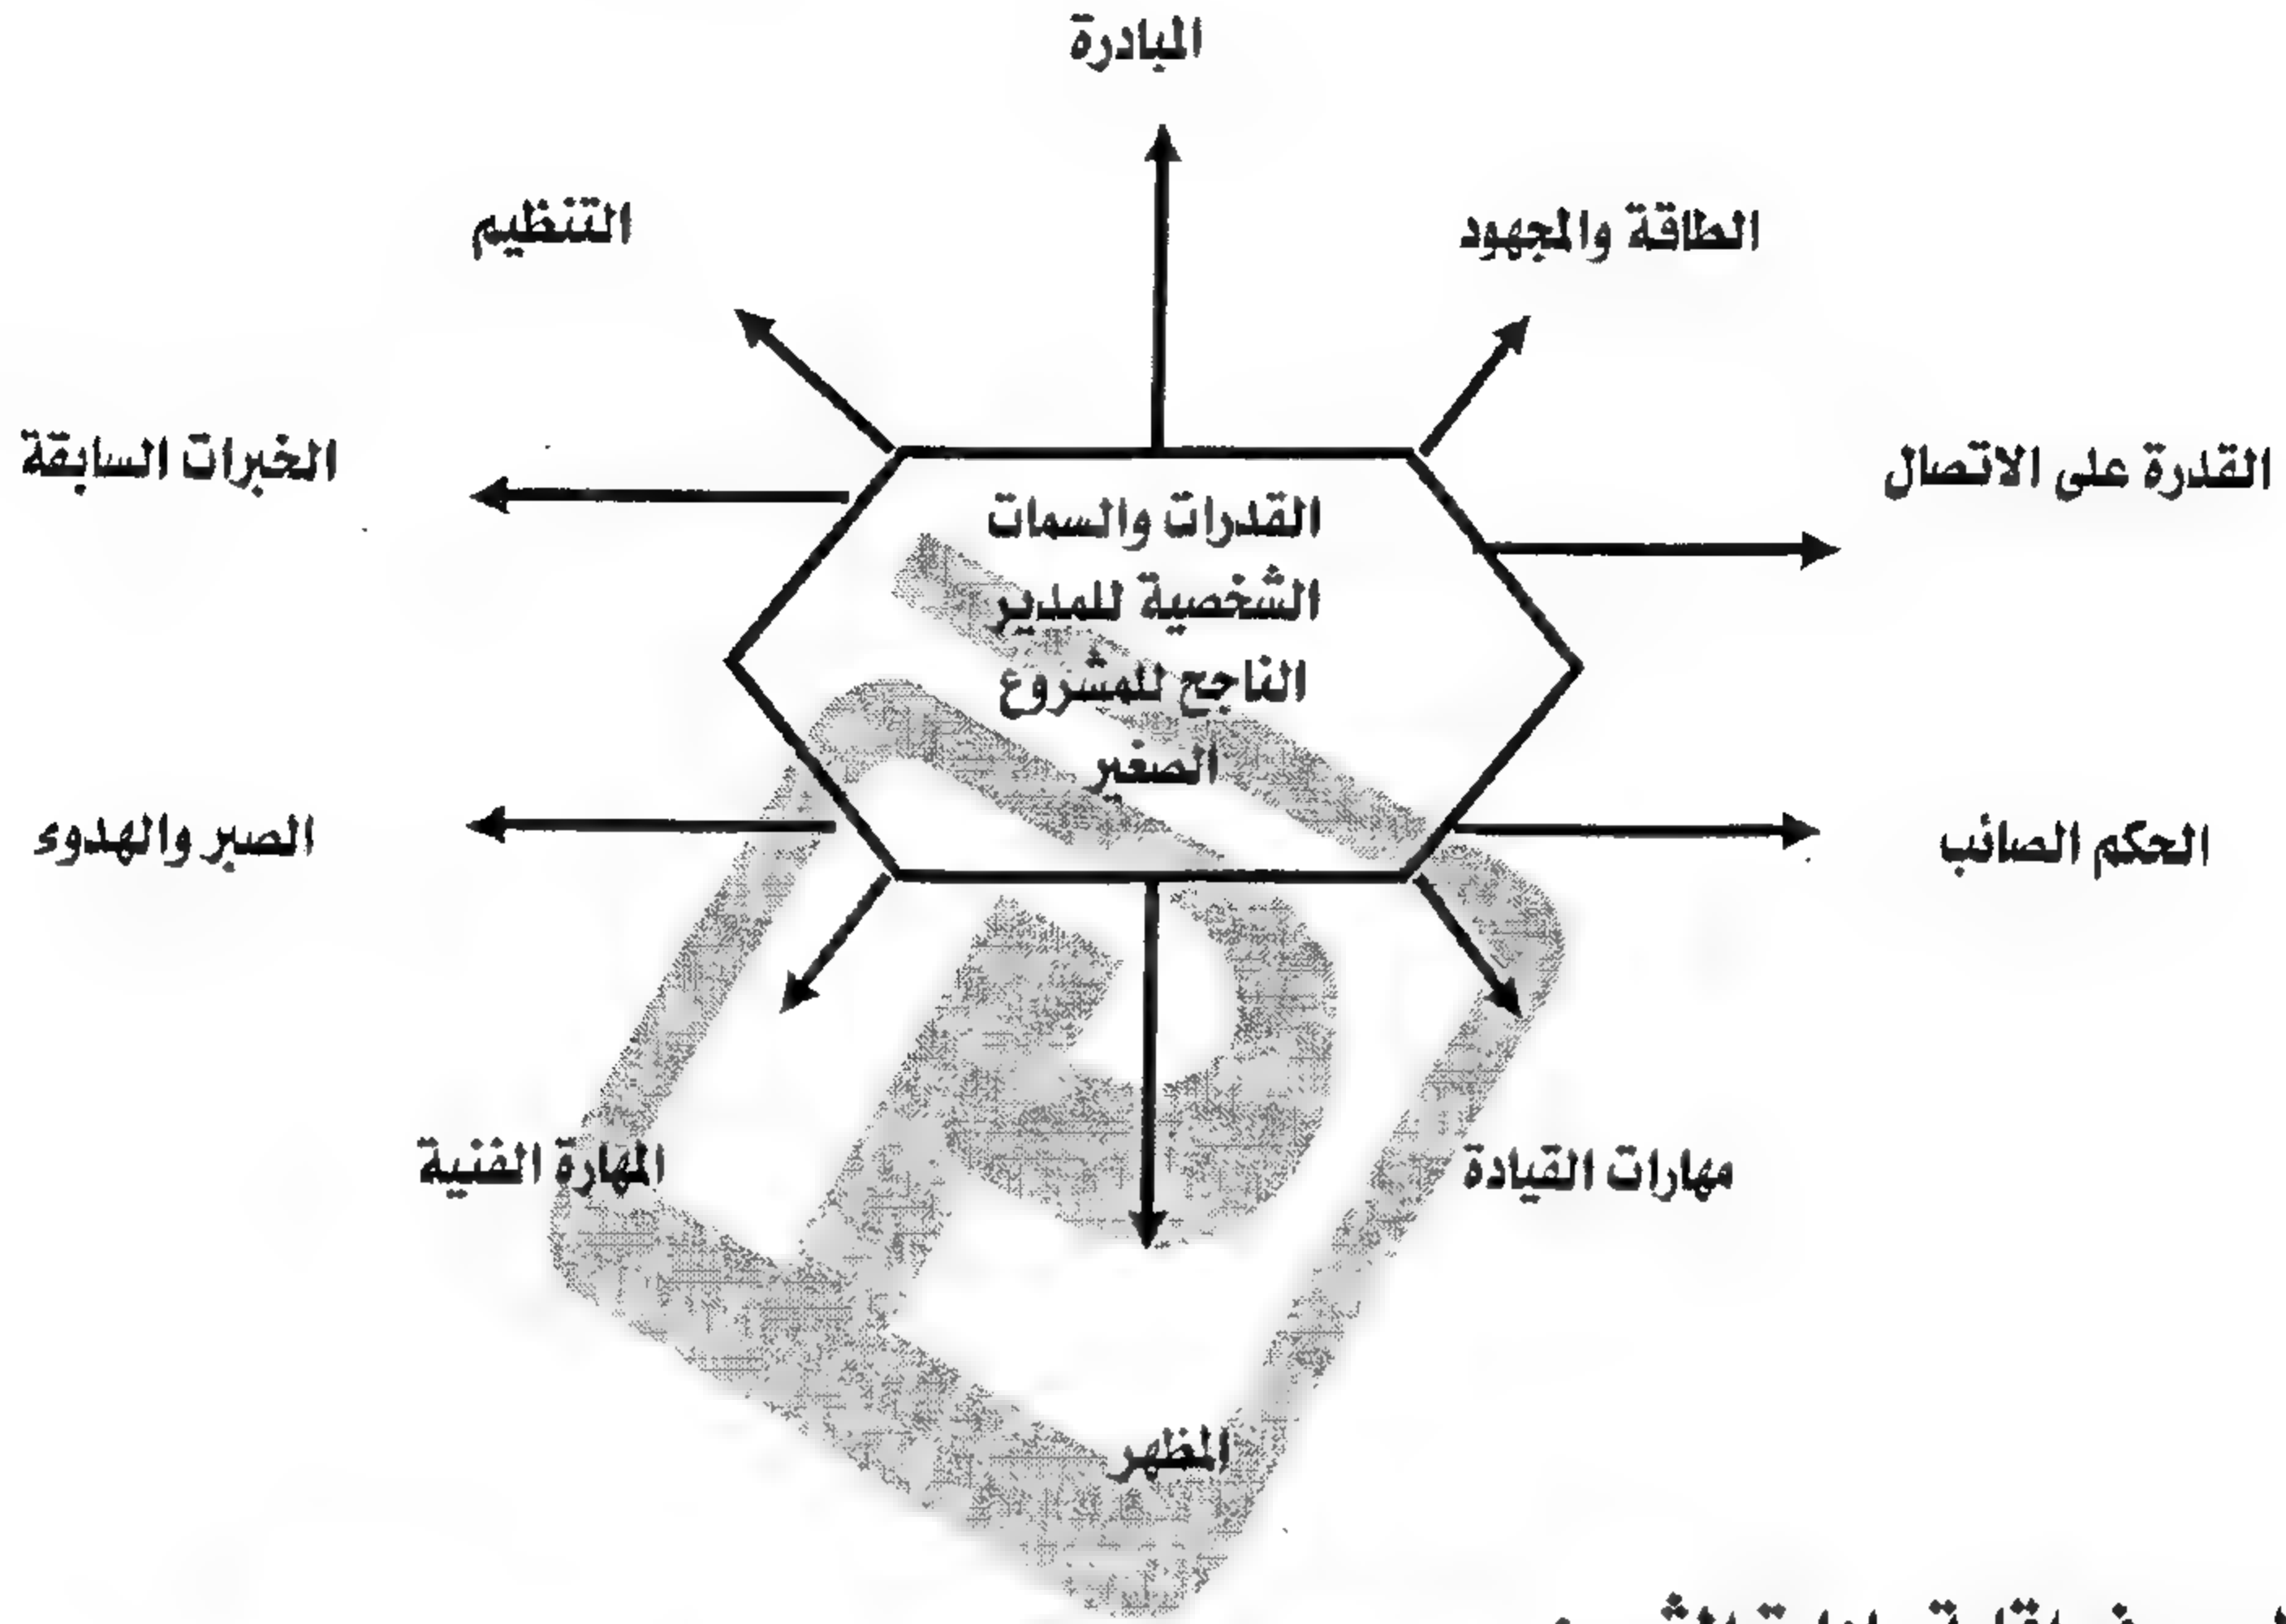 المبادرة
الطاقة والمجهود
التنظيم
القدرة على الاتصال
الخبرات السابقة
القدرات والسمات
الشخصية للمدير
الناجح للمشروع
الصغير
الحكم الصائب
الصبر والهدوء
مهارات القيادة
المهارة الفنية
المظهر